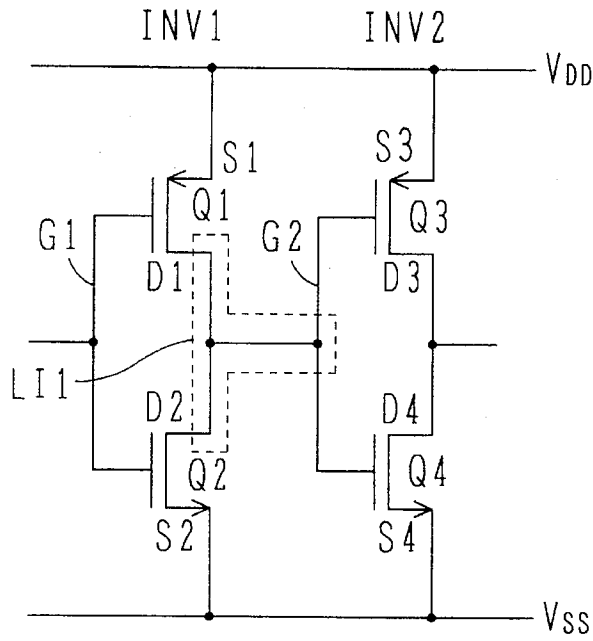 INV1 INV2
VDD
S1 S3
Q1 Q3
G1 G2
D1 D3
LI1
D2 D4
Q2 Q4
S2 S4
VSS